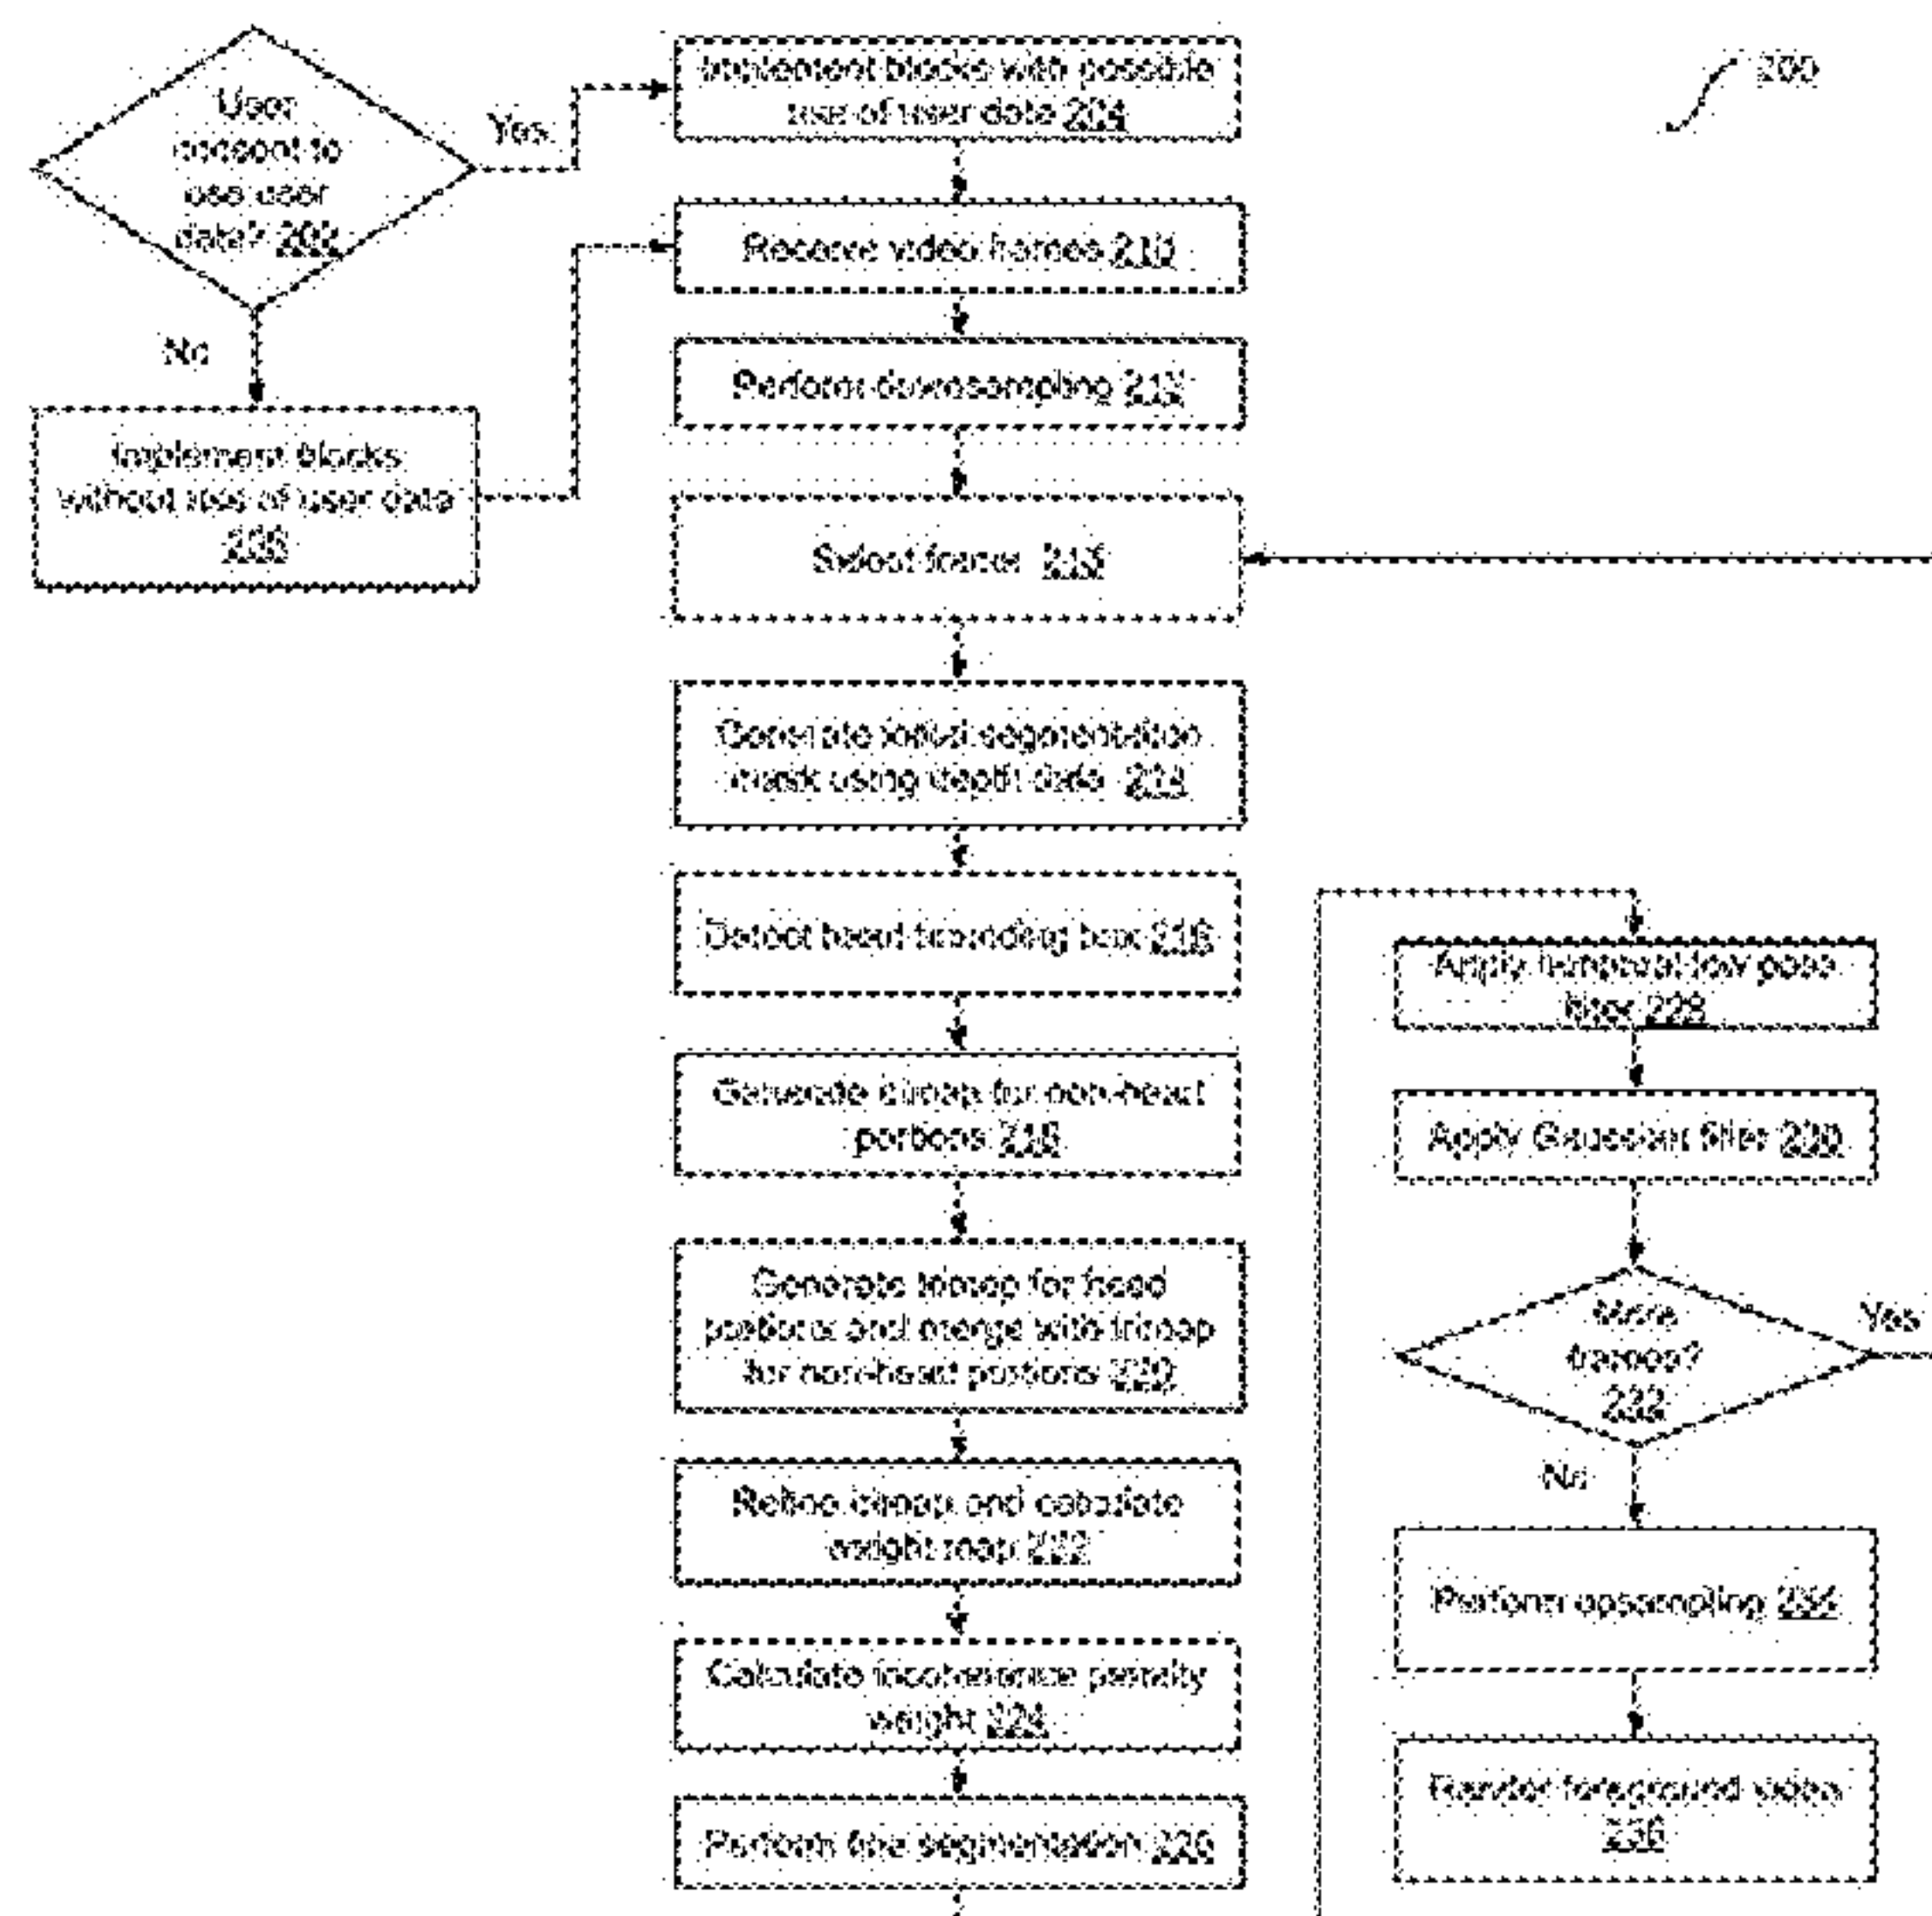 User
consent to
use user
data? 202
Yes
No
Implement blocks
without use of user data
Implement blocks with possible
use of user data 204
200
Receive video frames 210
Perform downsampling 212
Select frame
Generate initial segmentation
mask using depth data 214
Detect head bounding box 216
Generate trimap for non-head
portions 218
Generate trimap for head
portions and merge with trimap
for non-head portions 220
Refine trimap and calculate
weight map 222
Calculate incoherence penalty
weight 224
Perform fine segmentation 226
Apply temporal low pass
filter 228
Apply Gaussian filter 230
More
frames?
232
Yes
No
Perform upsampling 234
Render foreground video
236